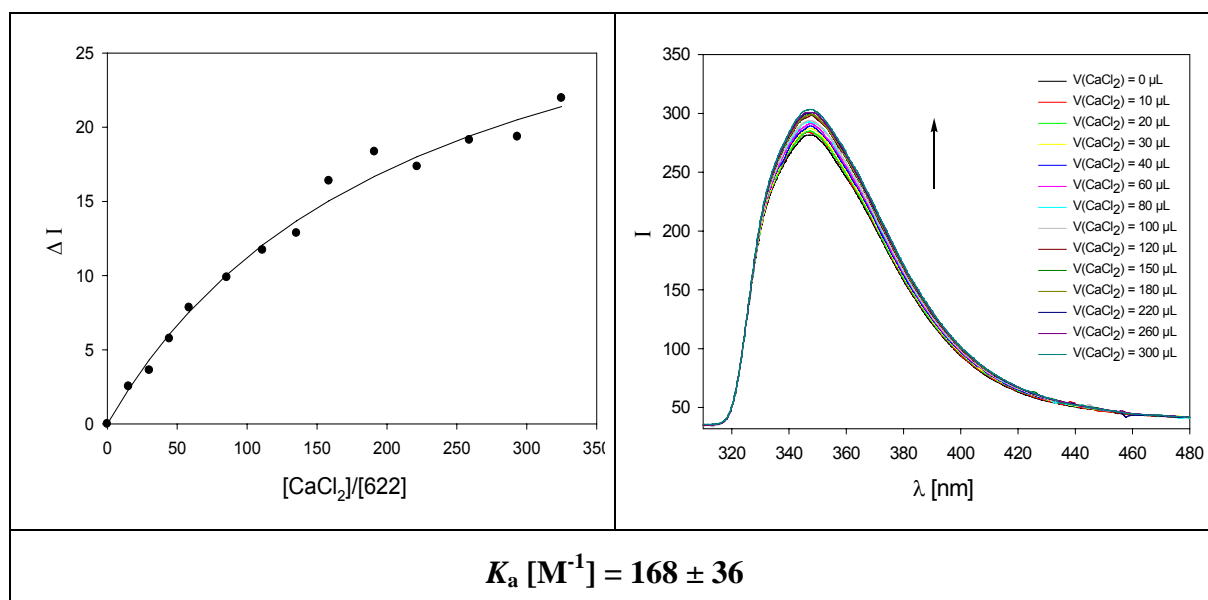 25
20
15
10
5
0
Δ I
0 50 100 150 200 250 300 350
[CaCl₂]/[622]
350
300
250
200
150
100
50
I
320 340 360 380 400 420 440 460 480
λ [nm]
V(CaCl₂) = 0 µL
V(CaCl₂) = 10 µL
V(CaCl₂) = 20 µL
V(CaCl₂) = 30 µL
V(CaCl₂) = 40 µL
V(CaCl₂) = 60 µL
V(CaCl₂) = 80 µL
V(CaCl₂) = 100 µL
V(CaCl₂) = 120 µL
V(CaCl₂) = 150 µL
V(CaCl₂) = 180 µL
V(CaCl₂) = 220 µL
V(CaCl₂) = 260 µL
V(CaCl₂) = 300 µL
Kₐ [M⁻¹] = 168 ± 36